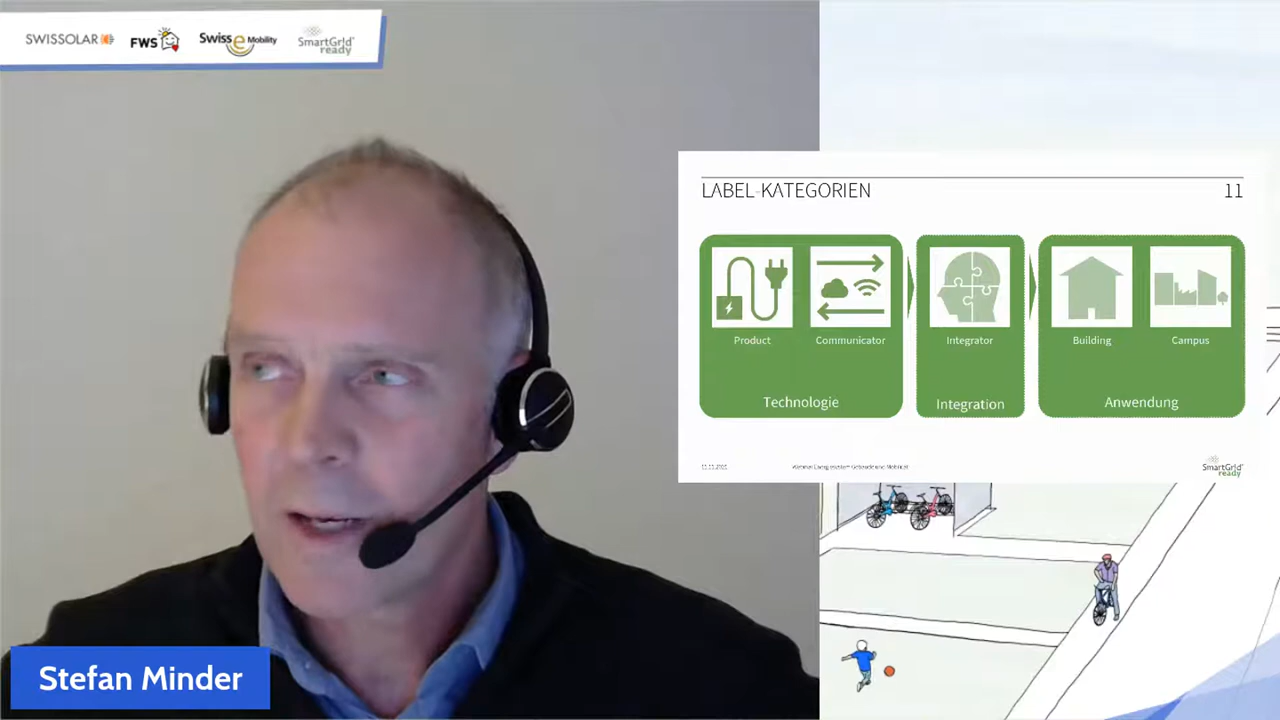 SWISSOLAR
FWS
Swiss e Mobility
SmartGrid
ready
LABEL-KATEGORIEN
11
Product
Communicator
Integrator
Building
Campus
Technologie
Integration
Anwendung
SmartGrid
ready
Stefan Minder